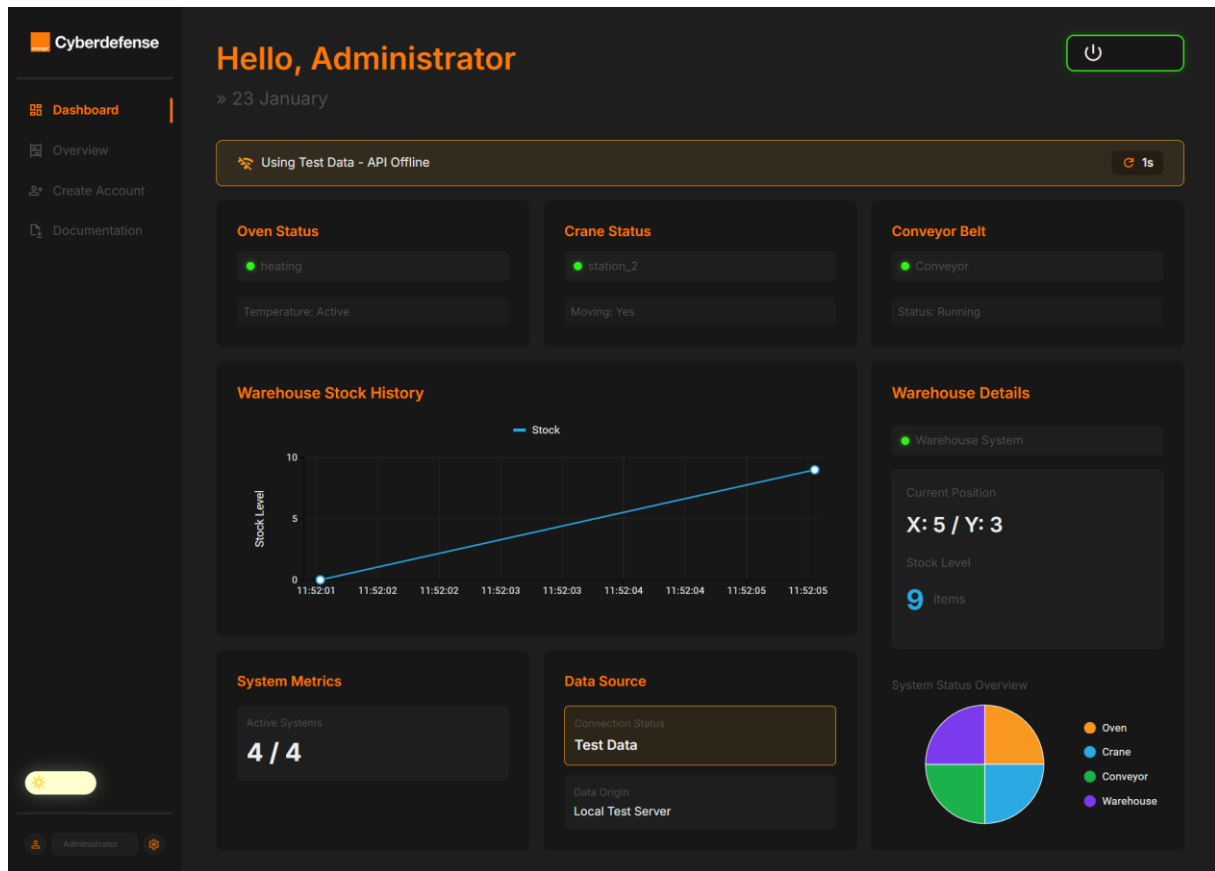 Cyberdefense
Dashboard
Overview
Create Account
Documentation
Administrator
Hello, Administrator
» 23 January
Using Test Data - API Offline
1s
Oven Status
heating
Temperature: Active
Crane Status
station_2
Moving: Yes
Conveyor Belt
Conveyor
Status: Running
Warehouse Stock History
Stock
Stock Level
10
5
0
11:52:01 11:52:02 11:52:02 11:52:03 11:52:03 11:52:04 11:52:04 11:52:05 11:52:05
Warehouse Details
Warehouse System
Current Position
X: 5 / Y: 3
Stock Level
9 items
System Metrics
Active Systems
4 / 4
Data Source
Connection Status
Test Data
Data Origin
Local Test Server
System Status Overview
Oven
Crane
Conveyor
Warehouse